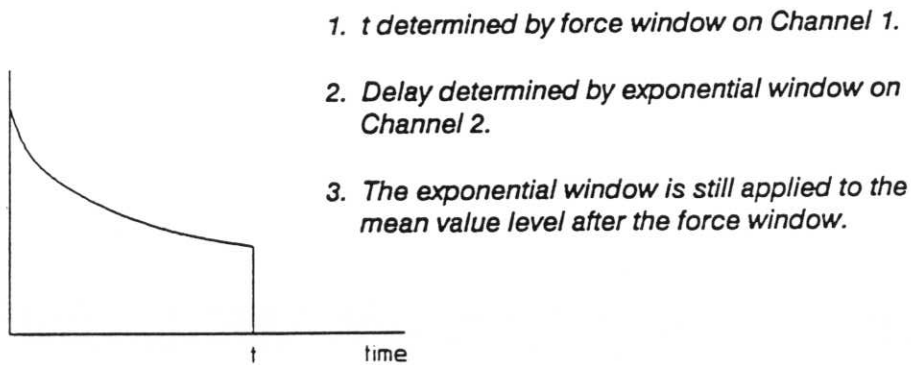 1. t determined by force window on Channel 1.
2. Delay determined by exponential window on
Channel 2.
3. The exponential window is still applied to the
mean value level after the force window.
t
time